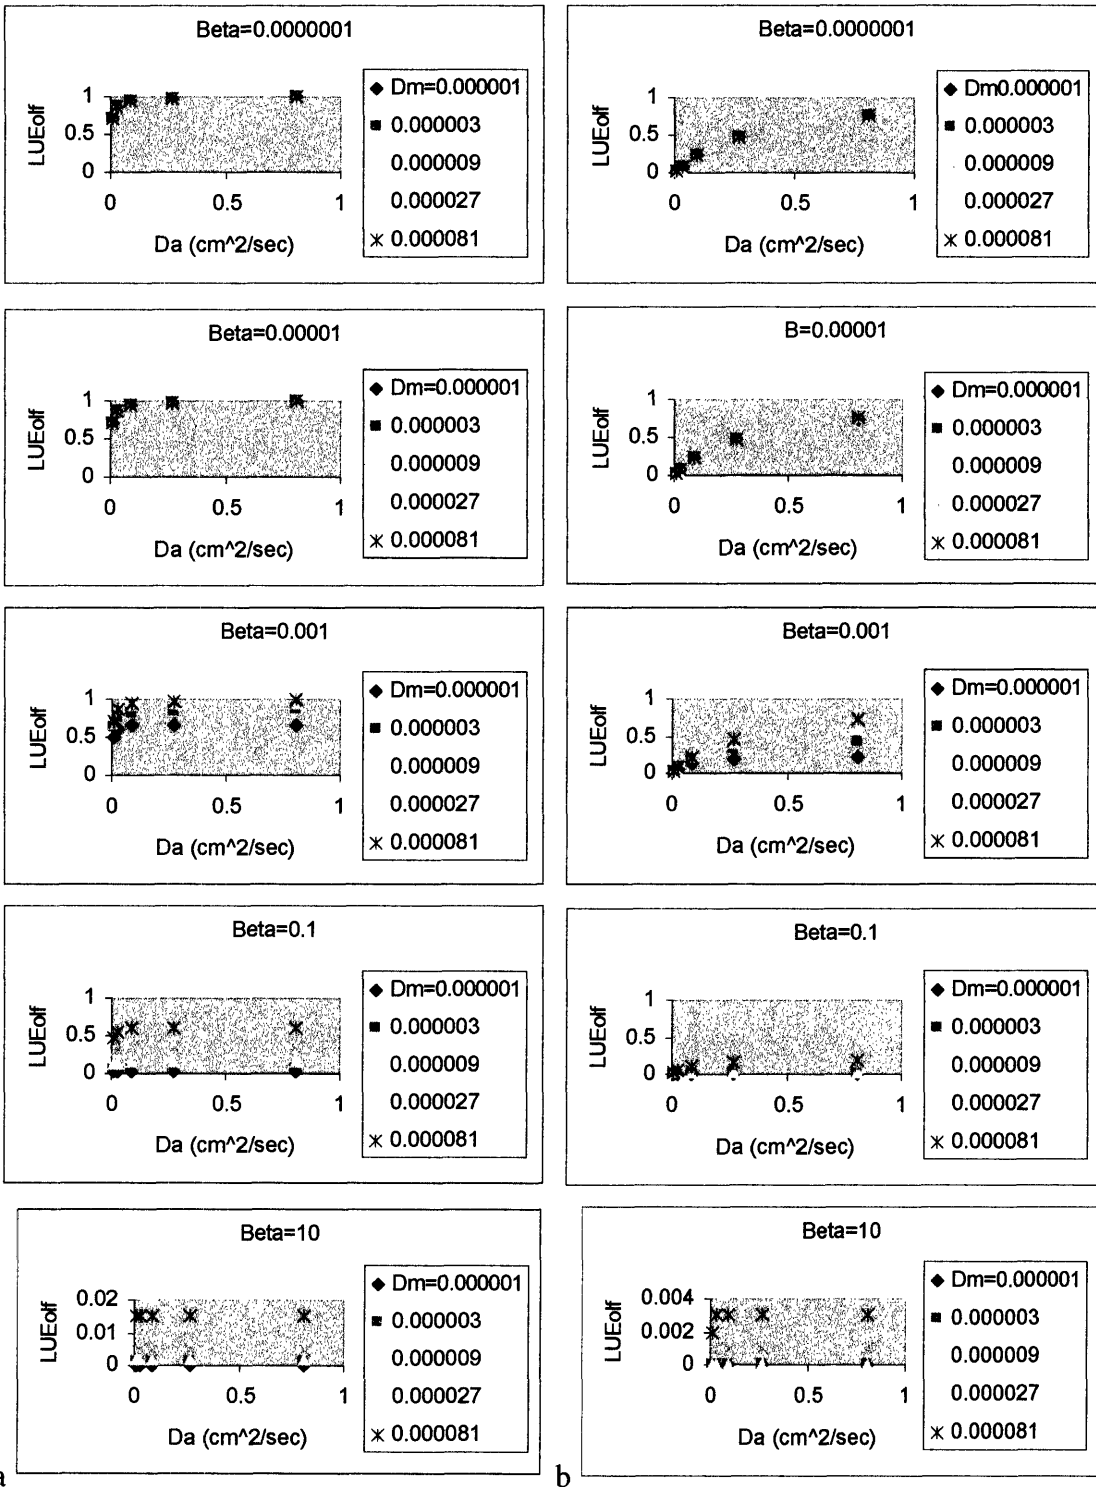 Beta=0.0000001
LUEolf
1
0.5
0
0 0.5 1
Da (cm^2/sec)
Dm=0.000001
0.000003
0.000009
0.000027
0.000081
Beta=0.0000001
LUEolf
1
0.5
0
0 0.5 1
Da (cm^2/sec)
Dm0.000001
0.000003
0.000009
0.000027
0.000081
Beta=0.00001
LUEolf
1
0.5
0
0 0.5 1
Da (cm^2/sec)
Dm=0.000001
0.000003
0.000009
0.000027
0.000081
B=0.00001
LUEolf
1
0.5
0
0 0.5 1
Da (cm^2/sec)
Dm=0.000001
0.000003
0.000009
0.000027
0.000081
Beta=0.001
LUEolf
1
0.5
0
0 0.5 1
Da (cm^2/sec)
Dm=0.000001
0.000003
0.000009
0.000027
0.000081
Beta=0.001
LUEolf
1
0.5
0
0 0.5 1
Da (cm^2/sec)
Dm=0.000001
0.000003
0.000009
0.000027
0.000081
Beta=0.1
LUEolf
1
0.5
0
0 0.5 1
Da (cm^2/sec)
Dm=0.000001
0.000003
0.000009
0.000027
0.000081
Beta=0.1
LUEolf
1
0.5
0
0 0.5 1
Da (cm^2/sec)
Dm=0.000001
0.000003
0.000009
0.000027
0.000081
Beta=10
LUEolf
0.02
0.01
0
0 0.5 1
Da (cm^2/sec)
Dm=0.000001
0.000003
0.000009
0.000027
0.000081
a
Beta=10
LUEolf
0.004
0.002
0
0 0.5 1
Da (cm^2/sec)
Dm=0.000001
0.000003
0.000009
0.000027
0.000081
b